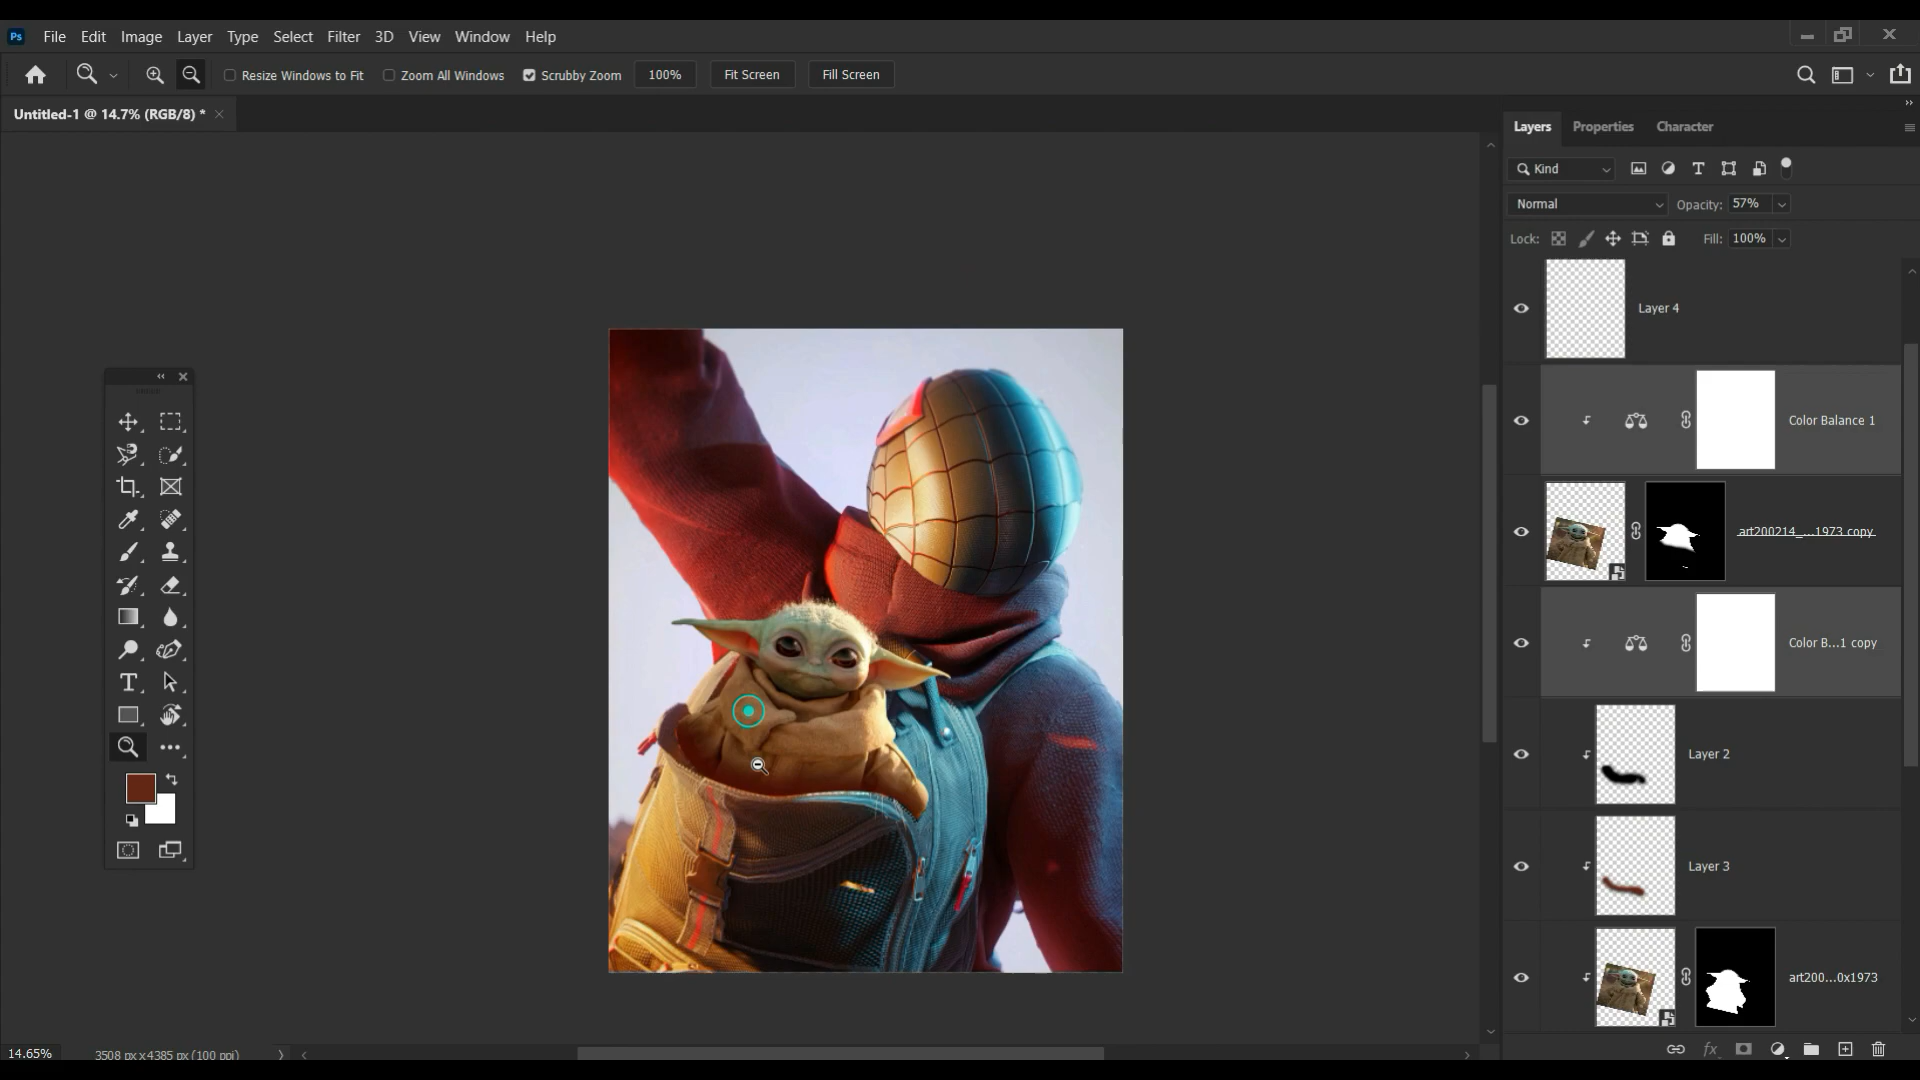 Ps File Edit Image Layer Type Select Filter 3D View Window Help
Resize Windows to Fit Zoom All Windows Scrubby Zoom 100% Fit Screen Fill Screen
Untitled-1 @ 14.7% (RGB/8) *
Layers Properties Character
Kind
Normal Opacity: 57%
Lock: Fill: 100%
Layer 4
Color Balance 1
art200214_...1973 copy
Color B...1 copy
Layer 2
Layer 3
art200...0x1973
14.65% 3508 px x 4385 px (100 ppi)